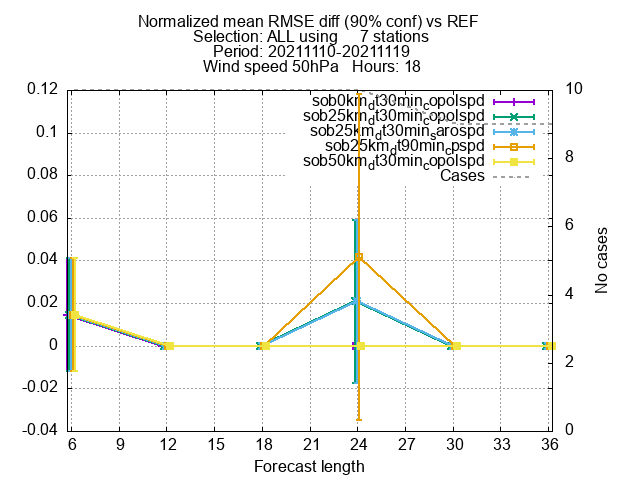 Normalized mean RMSE diff (90% conf) vs REF
Selection: ALL using 7 stations
Period: 20211110-20211119
Wind speed 50hPa Hours: 18
0.12
0.1
0.08
0.06
0.04
0.02
0
-0.02
-0.04
10
8
6
4
2
0
No cases
sob0km_dt30min_copolspd
sob25km_dt30min_copolspd
sob25km_dt30min_sarospd
sob25km_dt90min_cpspd
sob50km_dt30min_copolspd
Cases
6 9 12 15 18 21 24 27 30 33 36
Forecast length